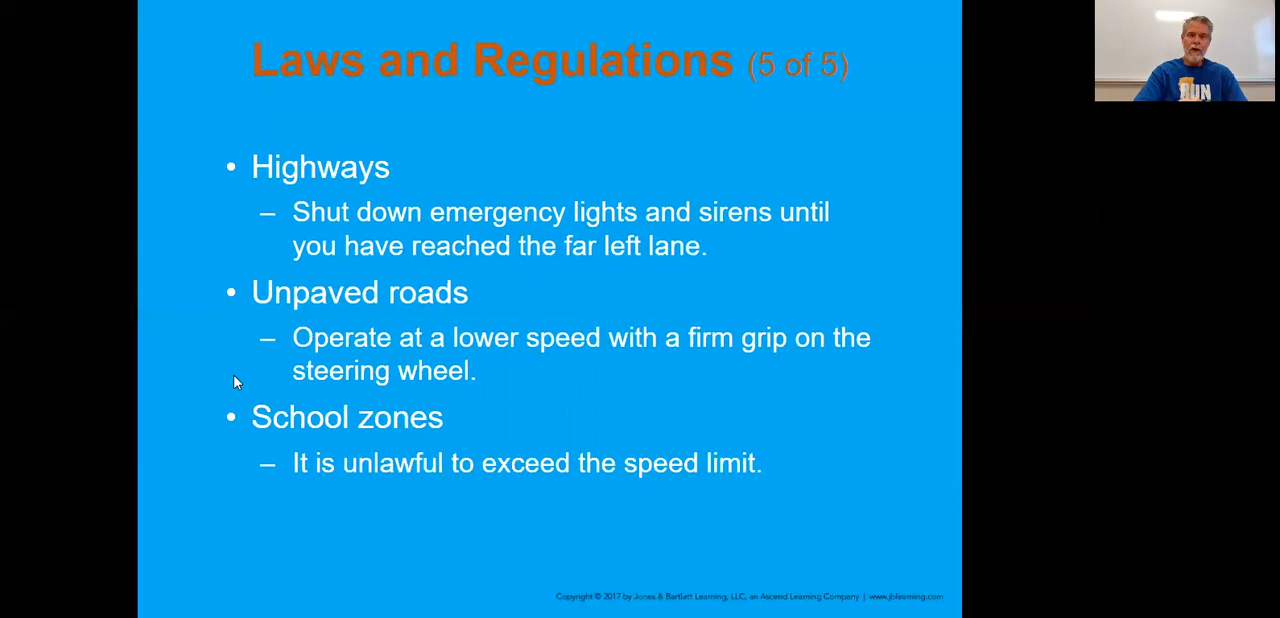 Laws and Regulations (5 of 5)
• Highways
– Shut down emergency lights and sirens until
you have reached the far left lane.
• Unpaved roads
– Operate at a lower speed with a firm grip on the
steering wheel.
• School zones
– It is unlawful to exceed the speed limit.
Copyright © 2017 by Jones & Bartlett Learning, LLC, an Ascend Learning Company | www.jblearning.com
RUN